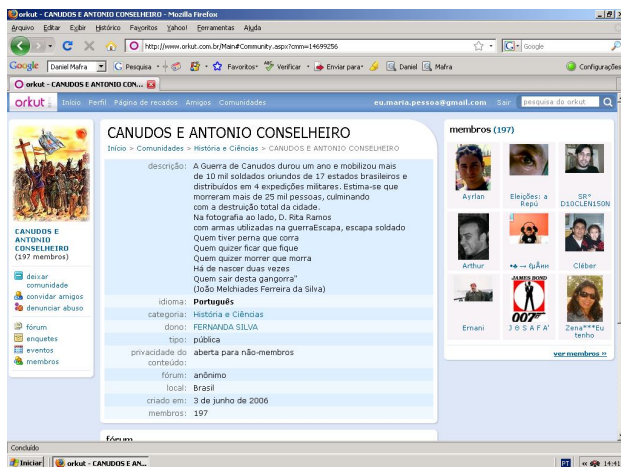 orkut - CANUDOS E ANTONIO CONSELHEIRO - Mozilla Firefox
Arquivo Editar Exibir Histórico Favoritos Yahoo! Ferramentas Ajuda
http://www.orkut.com.br/Main#Community.aspx?cmm=14699256
Google
Google Daniel Mafra Pesquisa Favoritos Verificar Enviar para Daniel Mafra Configurações
orkut - CANUDOS E ANTONIO CON...
orkut Início Perfil Página de recados Amigos Comunidades eu.maria.pessoa@gmail.com Sair pesquisa do orkut
CANUDOS E ANTONIO CONSELHEIRO
(197 membros)
deixar comunidade
convidar amigos
denunciar abuso
fórum
enquetes
eventos
membros
CANUDOS E ANTONIO CONSELHEIRO
Início > Comunidades > História e Ciências > CANUDOS E ANTONIO CONSELHEIRO
descrição: A Guerra de Canudos durou um ano e mobilizou mais
de 10 mil soldados oriundos de 17 estados brasileiros e
distribuídos em 4 expedições militares. Estima-se que
morreram mais de 25 mil pessoas, culminando
com a destruição total da cidade.
Na fotografia ao lado, D. Rita Ramos
com armas utilizadas na guerraEscapa, escapa soldado
Quem tiver perna que corra
Quem quizer ficar que fique
Quem quizer morrer que morra
Há de nascer duas vezes
Quem sair desta gangorra"
(João Melchiades Ferreira da Silva)
idioma: Português
categoria: História e Ciências
dono: FERNANDA SILVA
tipo: pública
privacidade do conteúdo: aberta para não-membros
fórum: anônimo
local: Brasil
criado em: 3 de junho de 2006
membros: 197
fórum
membros (197)
Ayrlan
Eleições: a Repú
SRº D10CLEN1S0N
Arthur
Cléber
Ernani
JAMES BOND
007
J Θ S A F A'
Zena***Eu tenho
ver membros »
Concluído
Iniciar orkut - CANUDOS E AN... PT 14:41